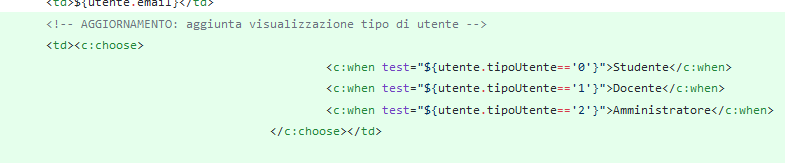 <td>${utente.email}</td>
<!-- AGGIORNAMENTO: aggiunta visualizzazione tipo di utente -->
<td><c:choose>
<c:when test="${utente.tipoUtente=='0'}">Studente</c:when>
<c:when test="${utente.tipoUtente=='1'}">Docente</c:when>
<c:when test="${utente.tipoUtente=='2'}">Amministratore</c:when>
</c:choose></td>